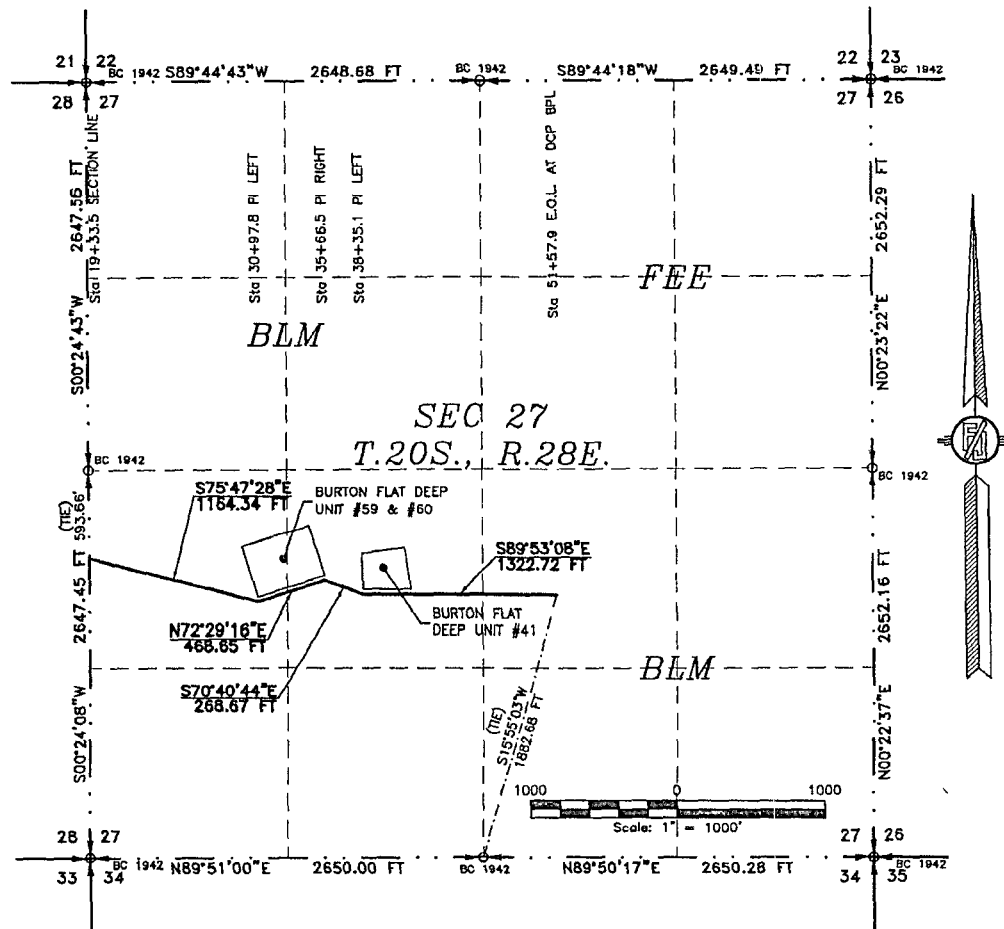 21 22
28 27
BC 1942
S89°44'43"W 2648.68 FT
BC 1942
S89°44'18"W 2649.49 FT
22 23
27 26
BC 1942
S00°24'43"W 2647.56 FT
Sta 19+33.5 SECTION LINE
Sta 30+97.8 PI LEFT
Sta 35+66.5 PI RIGHT
Sta 38+35.1 PI LEFT
Sta 51+57.9 E.O.L. AT DCP BPL
N00°23'22"E 2652.29 FT
FEE
BLM
SEC 27
T.20S., R.28E.
BC 1942
BC 1942
(TIE)
593.66'
S75°47'28"E
1164.34 FT
BURTON FLAT DEEP
UNIT #59 & #60
S89°53'08"E
1322.72 FT
BURTON FLAT
DEEP UNIT #41
N72°29'16"E
468.65 FT
S70°40'44"E
268.67 FT
S00°24'08"W 2647.45 FT
BLM
N00°22'37"E 2652.16 FT
(TIE)
S15°55'03"W
1882.68 FT
1000 0 1000
Scale: 1" = 1000'
28 27
33 34
BC 1942
N89°51'00"E 2650.00 FT
BC 1942
N89°50'17"E 2650.28 FT
27 26
34 35
BC 1942